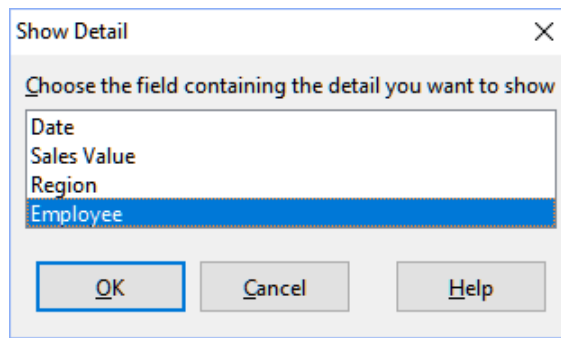 Show Detail
Choose the field containing the detail you want to show
Date
Sales Value
Region
Employee
OK Cancel Help